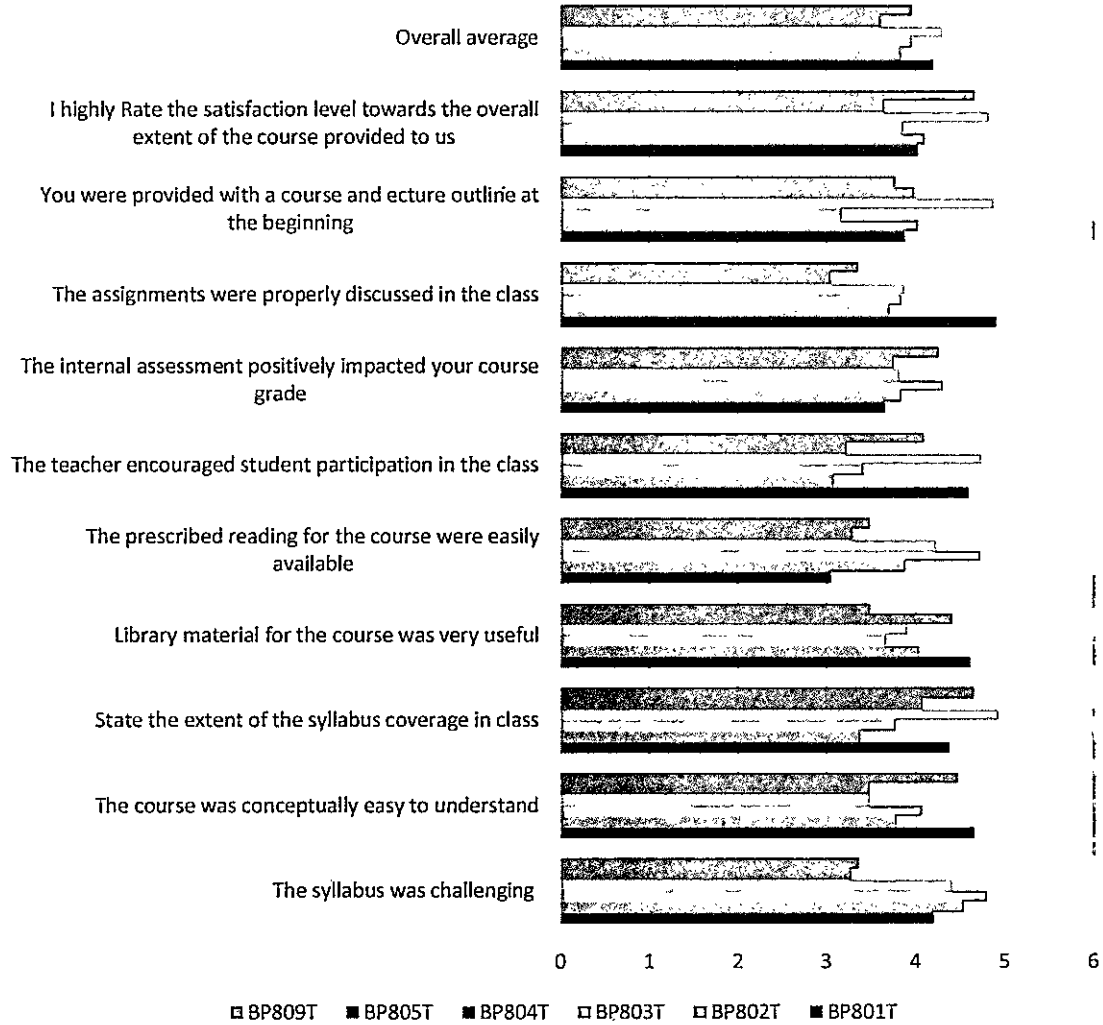 Overall average
I highly Rate the satisfaction level towards the overall
extent of the course provided to us
You were provided with a course and ecture outline at
the beginning
The assignments were properly discussed in the class
The internal assessment positively impacted your course
grade
The teacher encouraged student participation in the class
The prescribed reading for the course were easily
available
Library material for the course was very useful
State the extent of the syllabus coverage in class
The course was conceptually easy to understand
The syllabus was challenging
0 1 2 3 4 5 6
BP809T BP805T BP804T BP803T BP802T BP801T